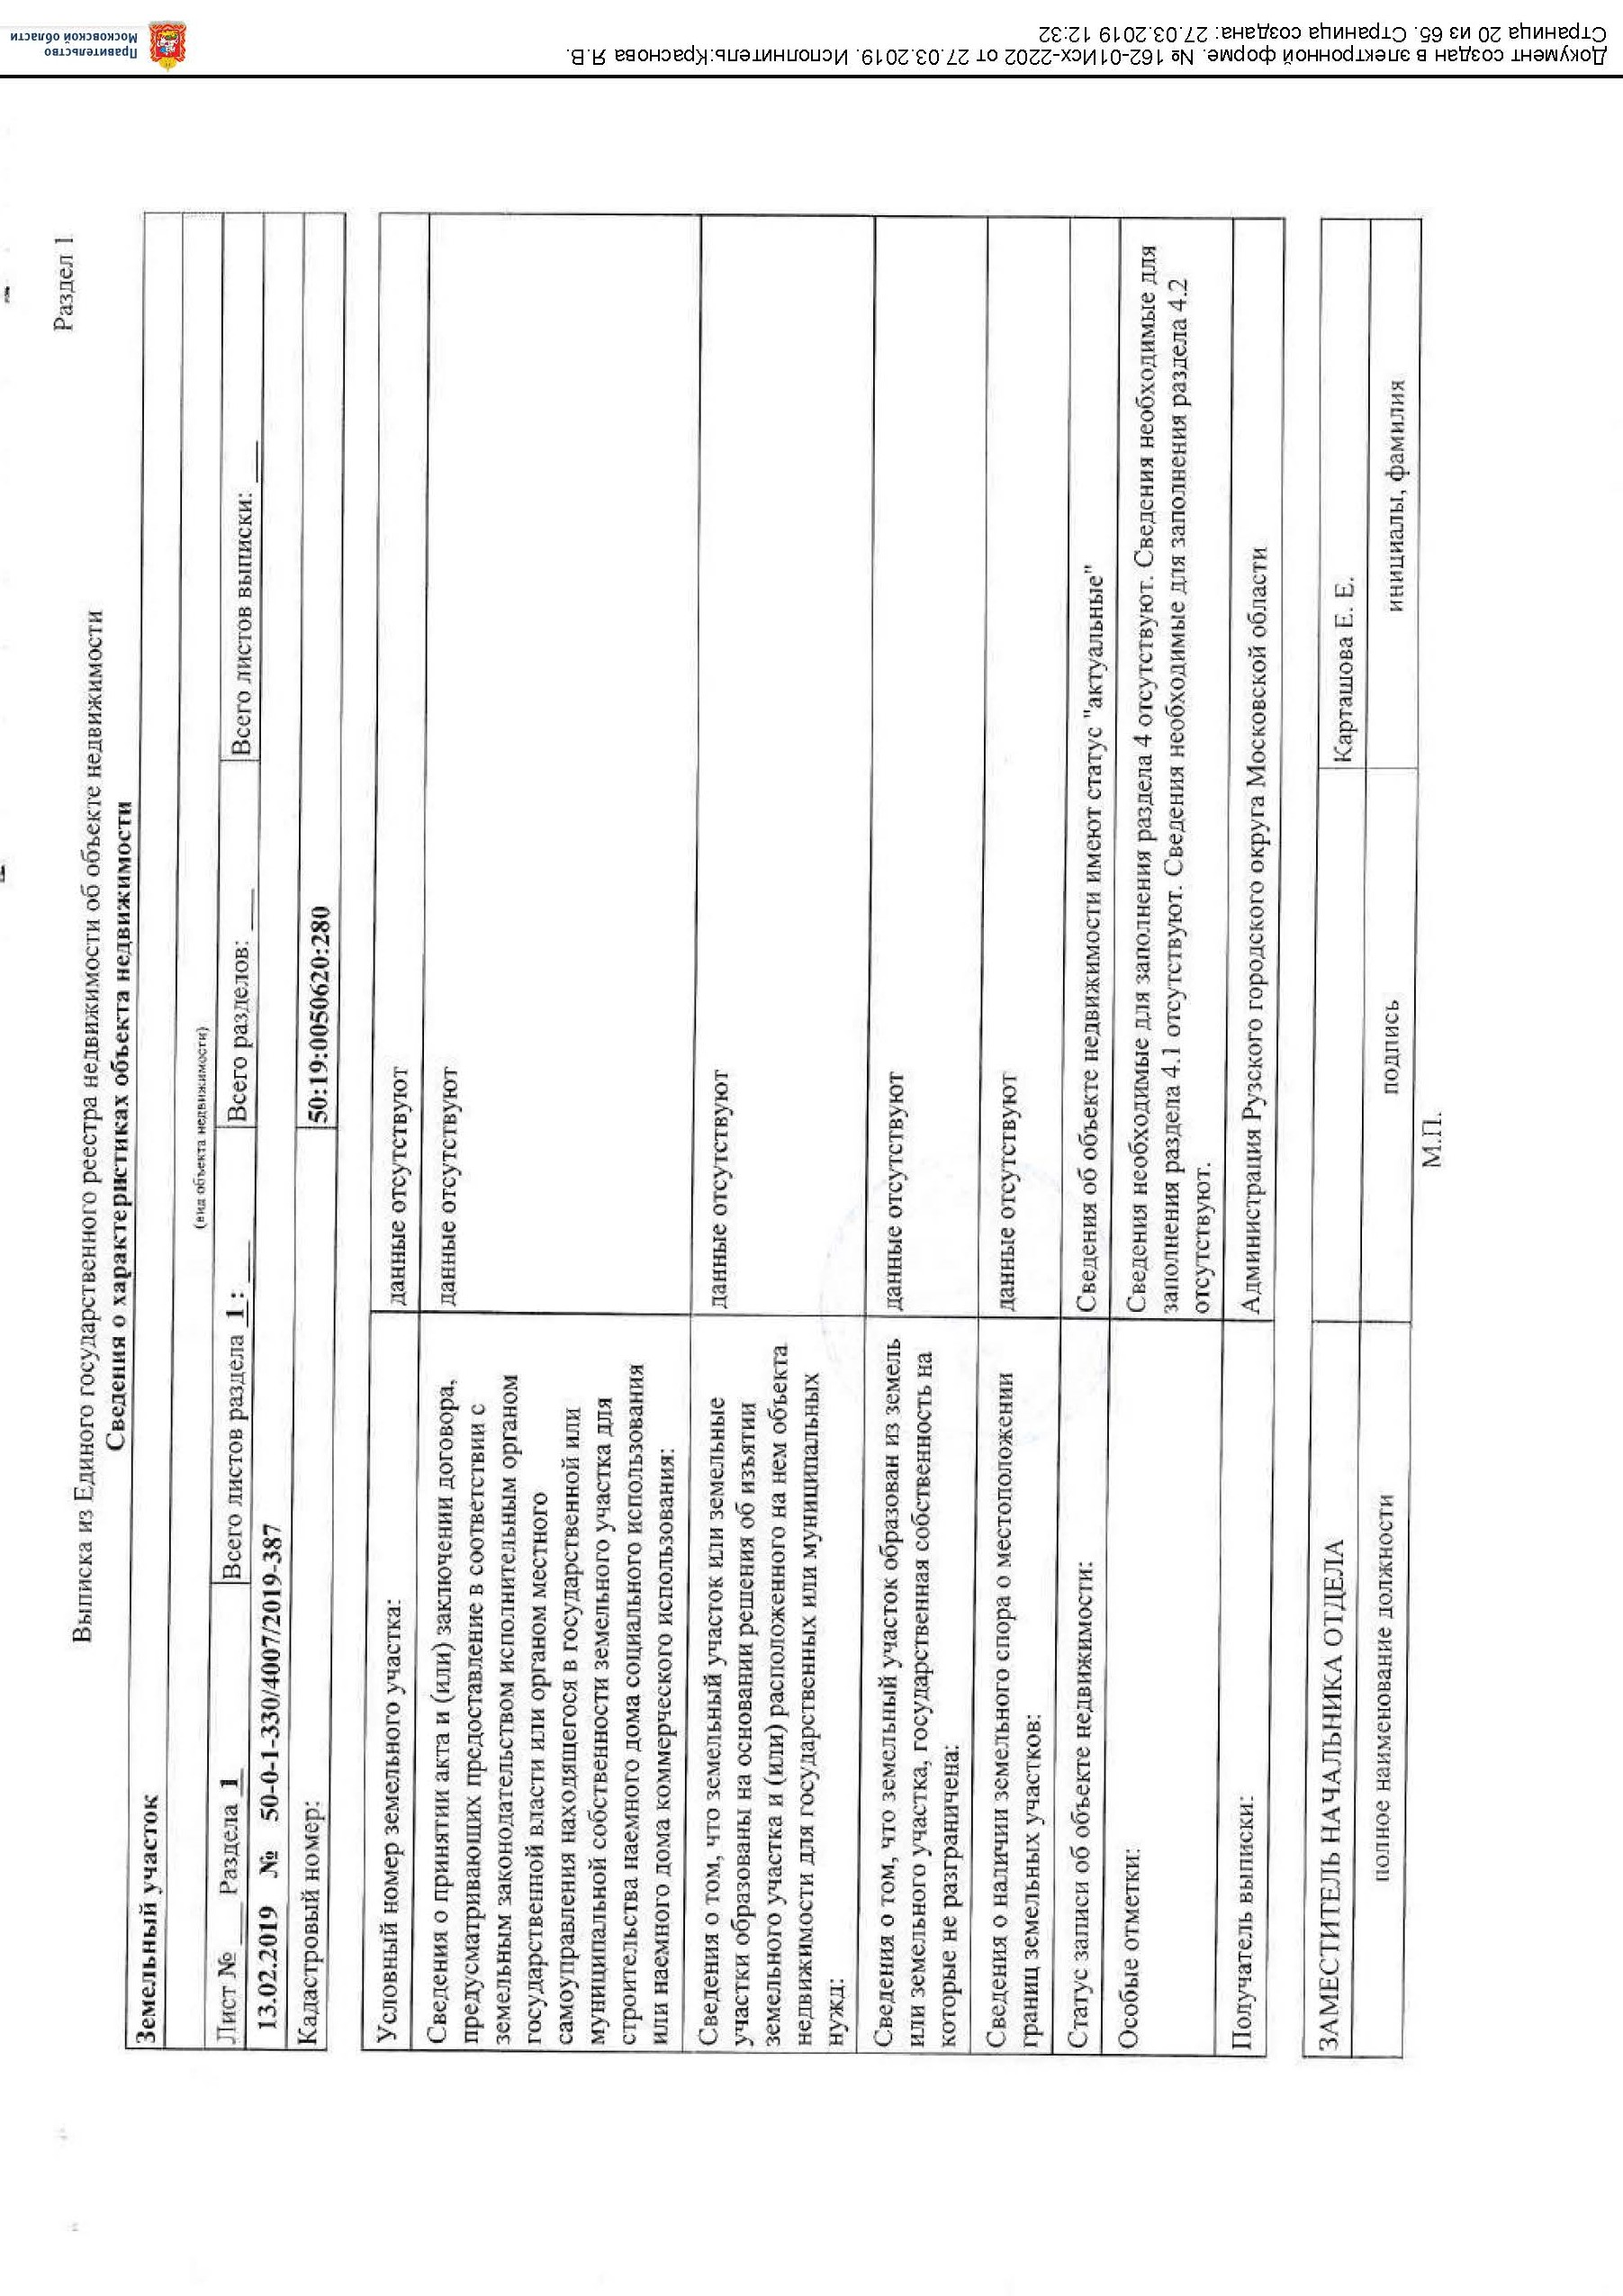 Документ создан в электронной форме. № 162-01Исх-2202 от 27.03.2019. Исполнитель:Краснова Я.В.
Страница 20 из 65. Страница создана: 27.03.2019 12:32
Правительство
Московской области
Раздел 1
Выписка из Единого государственного реестра недвижимости об объекте недвижимости
Сведения о характеристиках объекта недвижимости
Земельный участок
(вид объекта недвижимости)
Лист № ___ Раздела 1 Всего листов раздела 1 : ___ Всего разделов: ___ Всего листов выписки: ___
13.02.2019 № 50-0-1-330/4007/2019-387
Кадастровый номер: 50:19:0050620:280
Условный номер земельного участка: данные отсутствуют
Сведения о принятии акта и (или) заключении договора, данные отсутствуют
предусматривающих предоставление в соответствии с
земельным законодательством исполнительным органом
государственной власти или органом местного
самоуправления находящегося в государственной или
муниципальной собственности земельного участка для
строительства наемного дома социального использования
или наемного дома коммерческого использования:
Сведения о том, что земельный участок или земельные данные отсутствуют
участки образованы на основании решения об изъятии
земельного участка и (или) расположенного на нем объекта
недвижимости для государственных или муниципальных
нужд:
Сведения о том, что земельный участок образован из земель данные отсутствуют
или земельного участка, государственная собственность на
которые не разграничена:
Сведения о наличии земельного спора о местоположении данные отсутствуют
границ земельных участков:
Статус записи об объекте недвижимости: Сведения об объекте недвижимости имеют статус "актуальные"
Особые отметки: Сведения необходимые для заполнения раздела 4 отсутствуют. Сведения необходимые для
заполнения раздела 4.1 отсутствуют. Сведения необходимые для заполнения раздела 4.2
отсутствуют.
Получатель выписки: Администрация Рузского городского округа Московской области
ЗАМЕСТИТЕЛЬ НАЧАЛЬНИКА ОТДЕЛА Карташова Е. Е.
полное наименование должности подпись инициалы, фамилия
М.П.